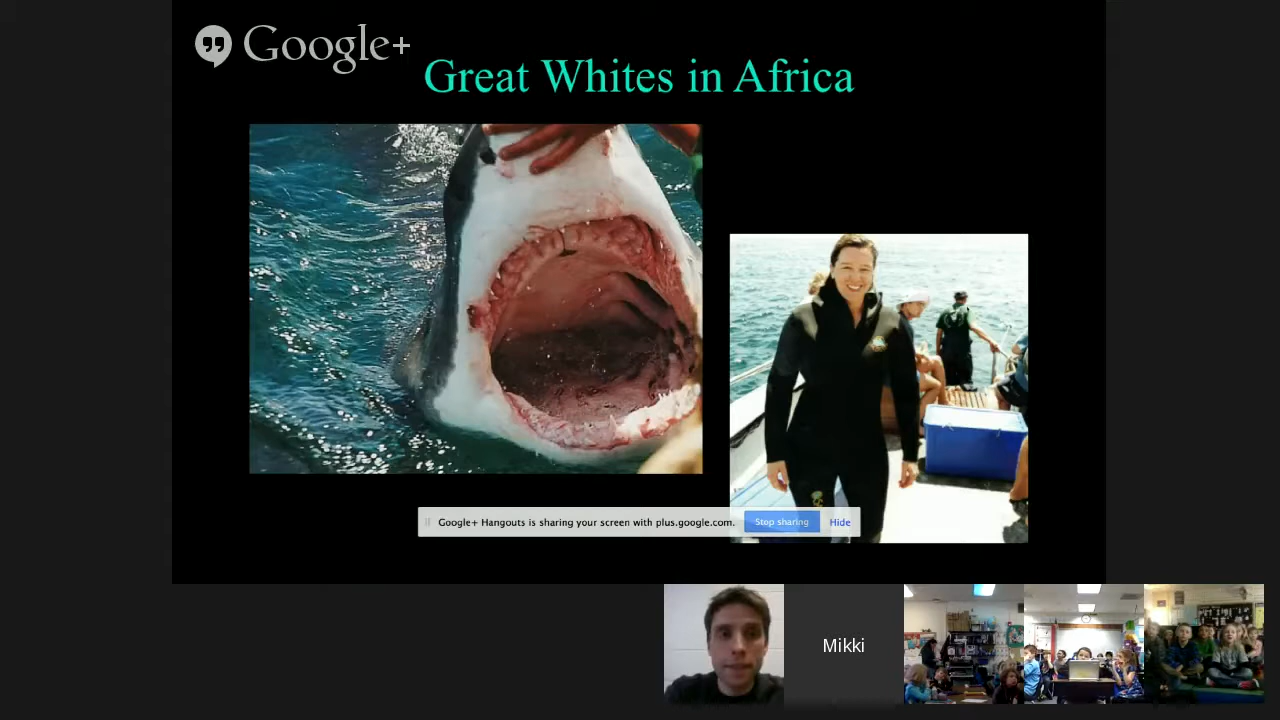 Google+
Great Whites in Africa
Google+ Hangouts is sharing your screen with plus.google.com. Stop sharing Hide
Mikki